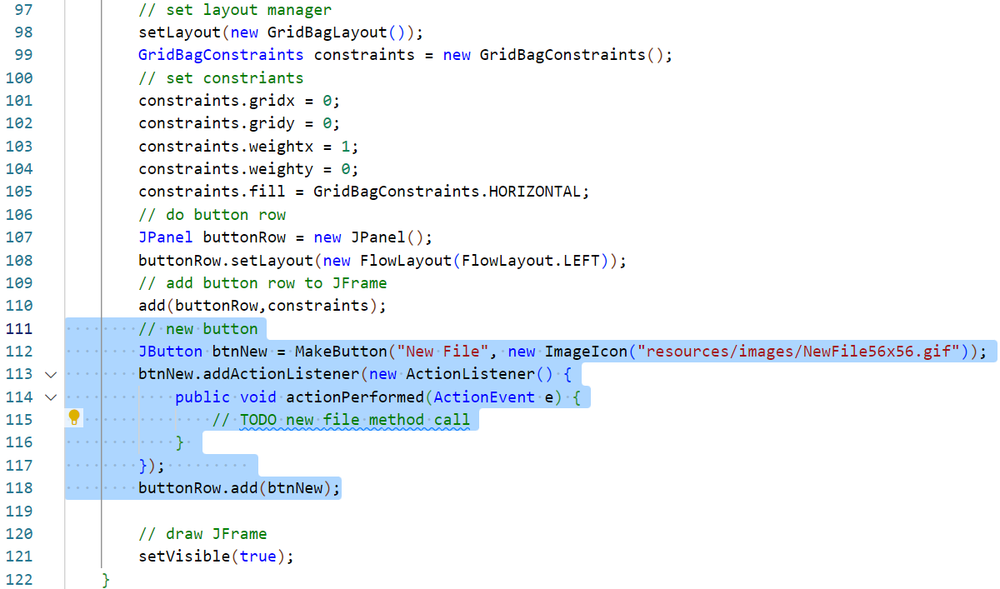 97 // set layout manager
98 setLayout(new GridBagLayout());
99 GridBagConstraints constraints = new GridBagConstraints();
100 // set constriants
101 constraints.gridx = 0;
102 constraints.gridy = 0;
103 constraints.weightx = 1;
104 constraints.weighty = 0;
105 constraints.fill = GridBagConstraints.HORIZONTAL;
106 // do button row
107 JPanel buttonRow = new JPanel();
108 buttonRow.setLayout(new FlowLayout(FlowLayout.LEFT));
109 // add button row to JFrame
110 add(buttonRow,constraints);
111 // new button
112 JButton btnNew = MakeButton("New File", new ImageIcon("resources/images/NewFile56x56.gif"));
113 btnNew.addActionListener(new ActionListener() {
114 public void actionPerformed(ActionEvent e) {
115 // TODO new file method call
116 }
117 });
118 buttonRow.add(btnNew);
119
120 // draw JFrame
121 setVisible(true);
122 }